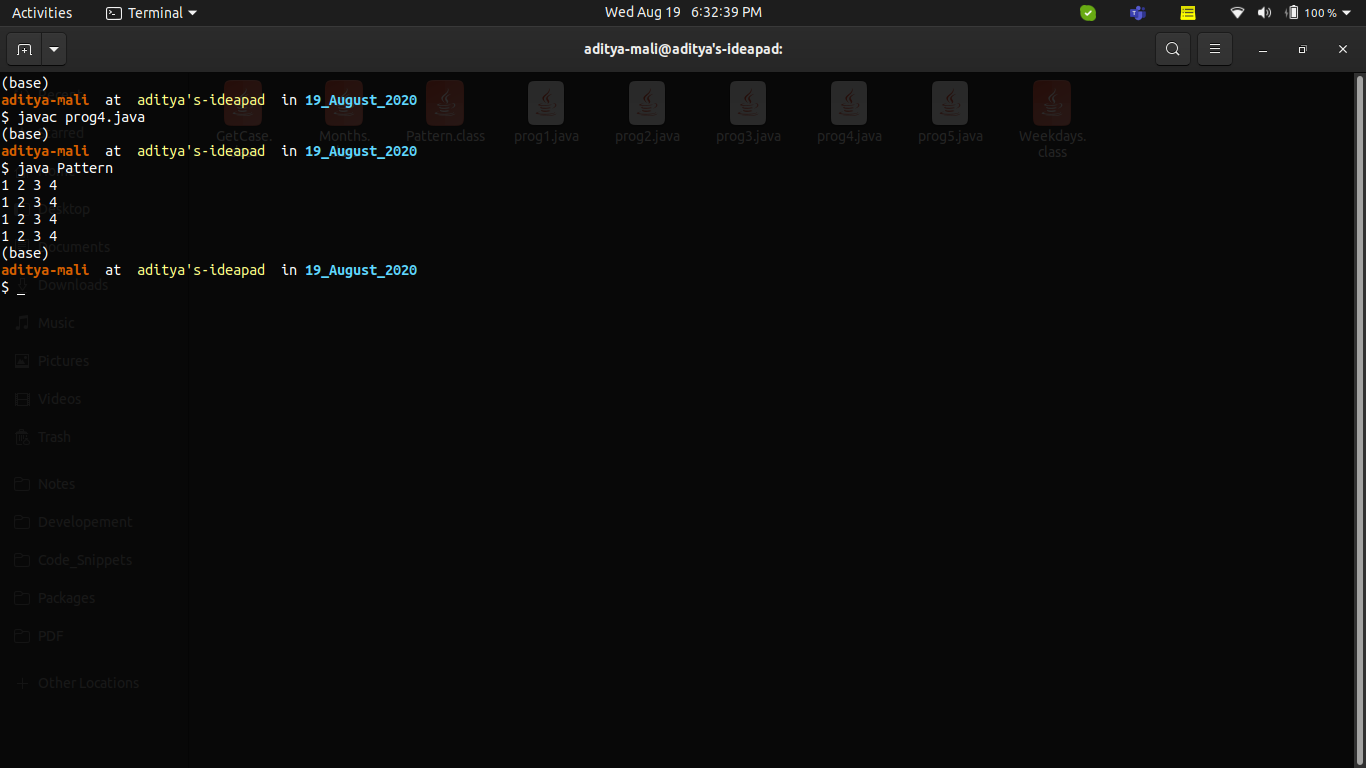 Activities Terminal Wed Aug 19 6:32:39 PM 100 %
aditya-mali@aditya's-ideapad:
(base)
aditya-mali at aditya's-ideapad in 19_August_2020
$ javac prog4.java
(base)
aditya-mali at aditya's-ideapad in 19_August_2020
$ java Pattern
1 2 3 4
1 2 3 4
1 2 3 4
1 2 3 4
(base)
aditya-mali at aditya's-ideapad in 19_August_2020
$ _
GetCase. Months. Pattern.class prog1.java prog2.java prog3.java prog4.java prog5.java Weekdays.
class
Desktop
Documents
Downloads
Music
Pictures
Videos
Trash
Notes
Developement
Code_Snippets
Packages
PDF
+ Other Locations